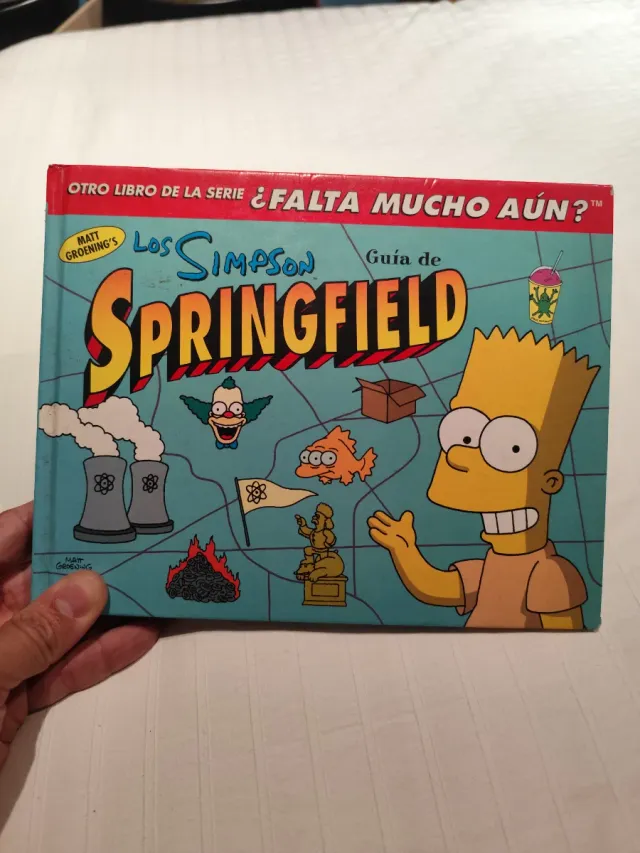 OTRO LIBRO DE LA SERIE ¿FALTA MUCHO AÚN?™
MATT
GROENING'S
LOS SIMPSON
Guía de
SPRINGFIELD
MATT
GROENING